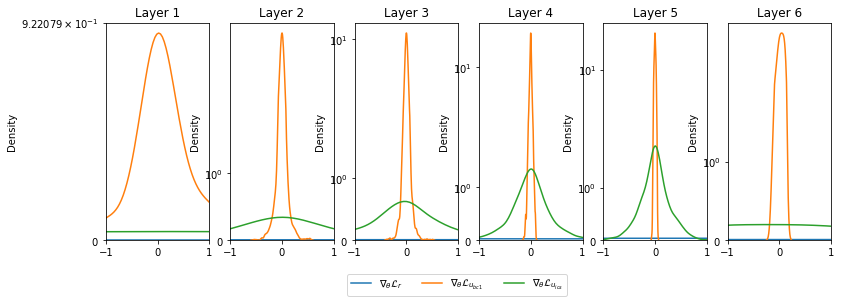 Layer 1
Layer 2
Layer 3
Layer 4
Layer 5
Layer 6
9.22079 × 10⁻¹
0
Density
−1 0 1
10⁰
0
Density
−1 0 1
10¹
10⁰
0
Density
−1 0 1
10¹
10⁰
0
Density
−1 0 1
10¹
10⁰
0
Density
−1 0 1
10⁰
0
Density
−1 0 1
∇θℒr
∇θℒu_bc1
∇θℒu_ics